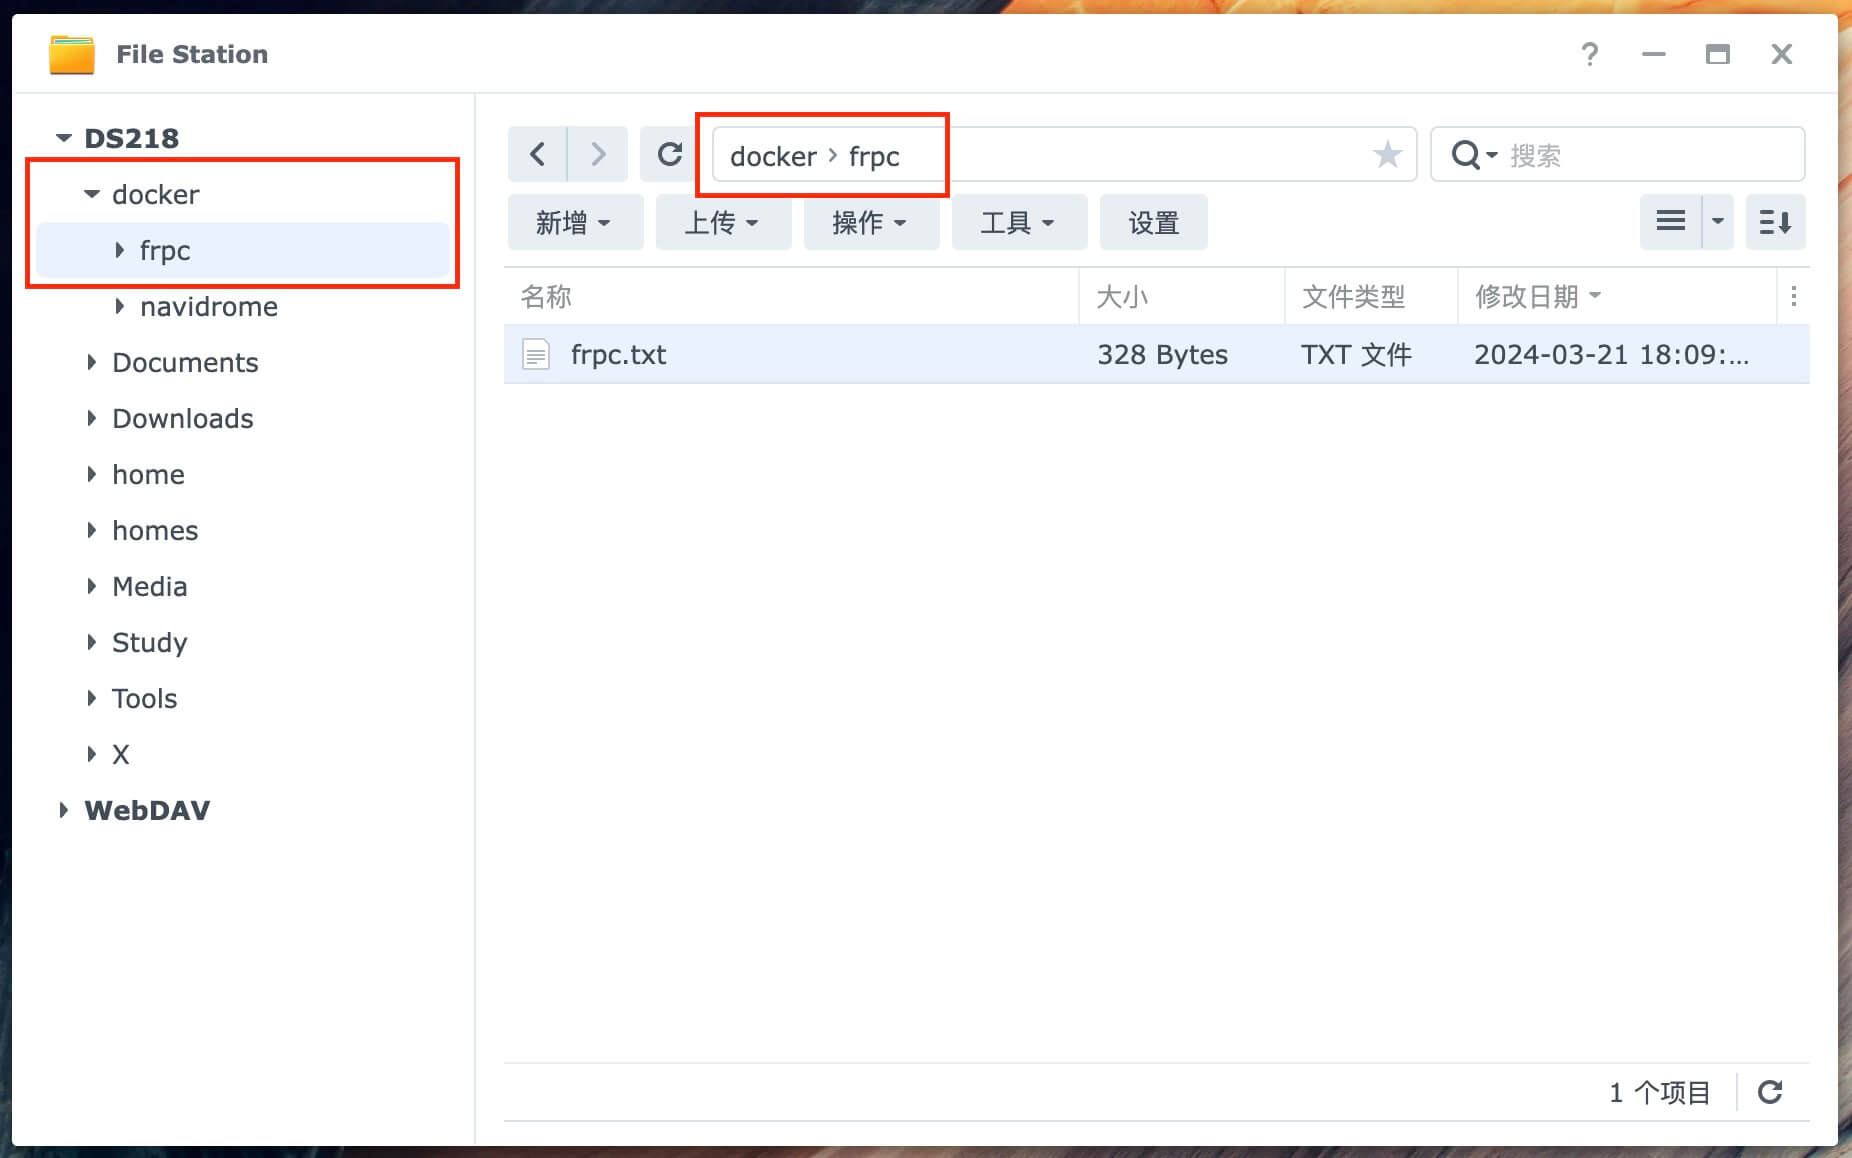 File Station
DS218
docker
frpc
navidrome
Documents
Downloads
home
homes
Media
Study
Tools
X
WebDAV
docker › frpc
搜索
新增 上传 操作 工具 设置
名称 大小 文件类型 修改日期
frpc.txt 328 Bytes TXT 文件 2024-03-21 18:09:...
1 个项目